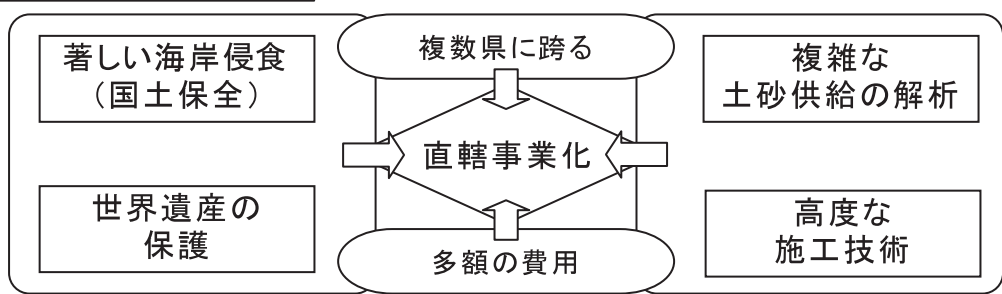 著しい海岸侵食
（国土保全）
世界遺産の
保護
複数県に跨る
直轄事業化
多額の費用
複雑な
土砂供給の解析
高度な
施工技術